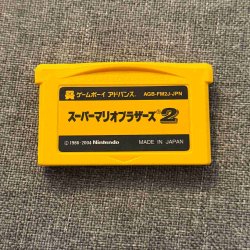 ゲームボーイ アドバンス AGB-FM2J-JPN
スーパーマリオブラザーズ2
© 1986-2004 Nintendo MADE IN JAPAN